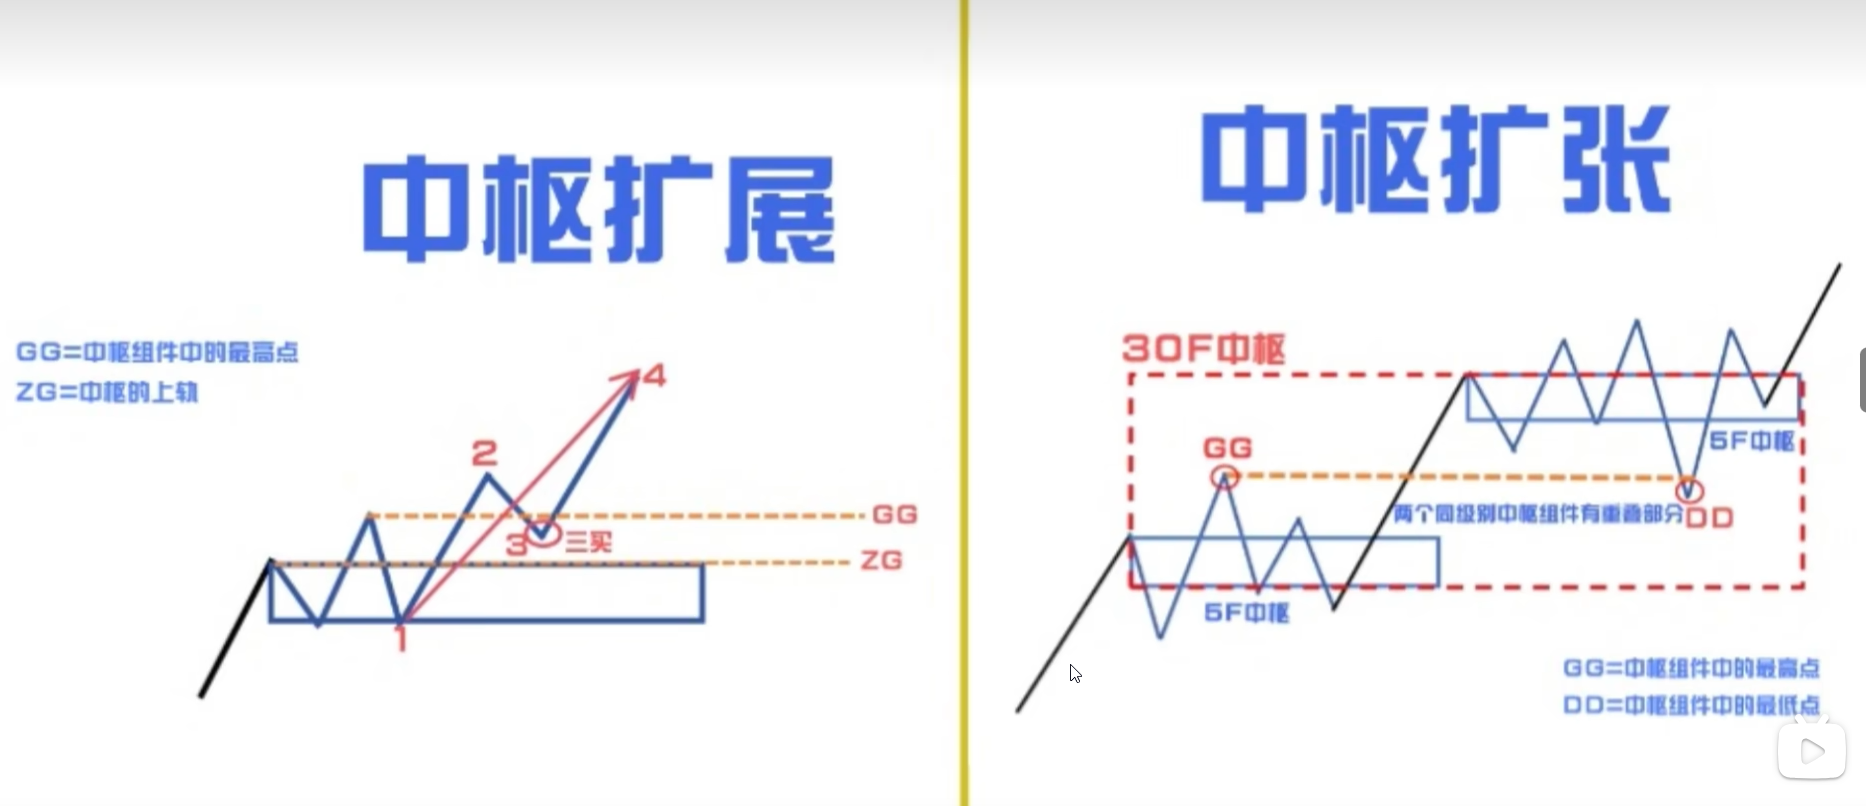 中枢扩展
GG=中枢组件中的最高点
ZG=中枢的上轨
4
2
GG
3
三买
ZG
1
中枢扩张
30F中枢
GG
5F中枢
两个同级别中枢组件有重叠部分
DD
5F中枢
GG=中枢组件中的最高点
DD=中枢组件中的最低点